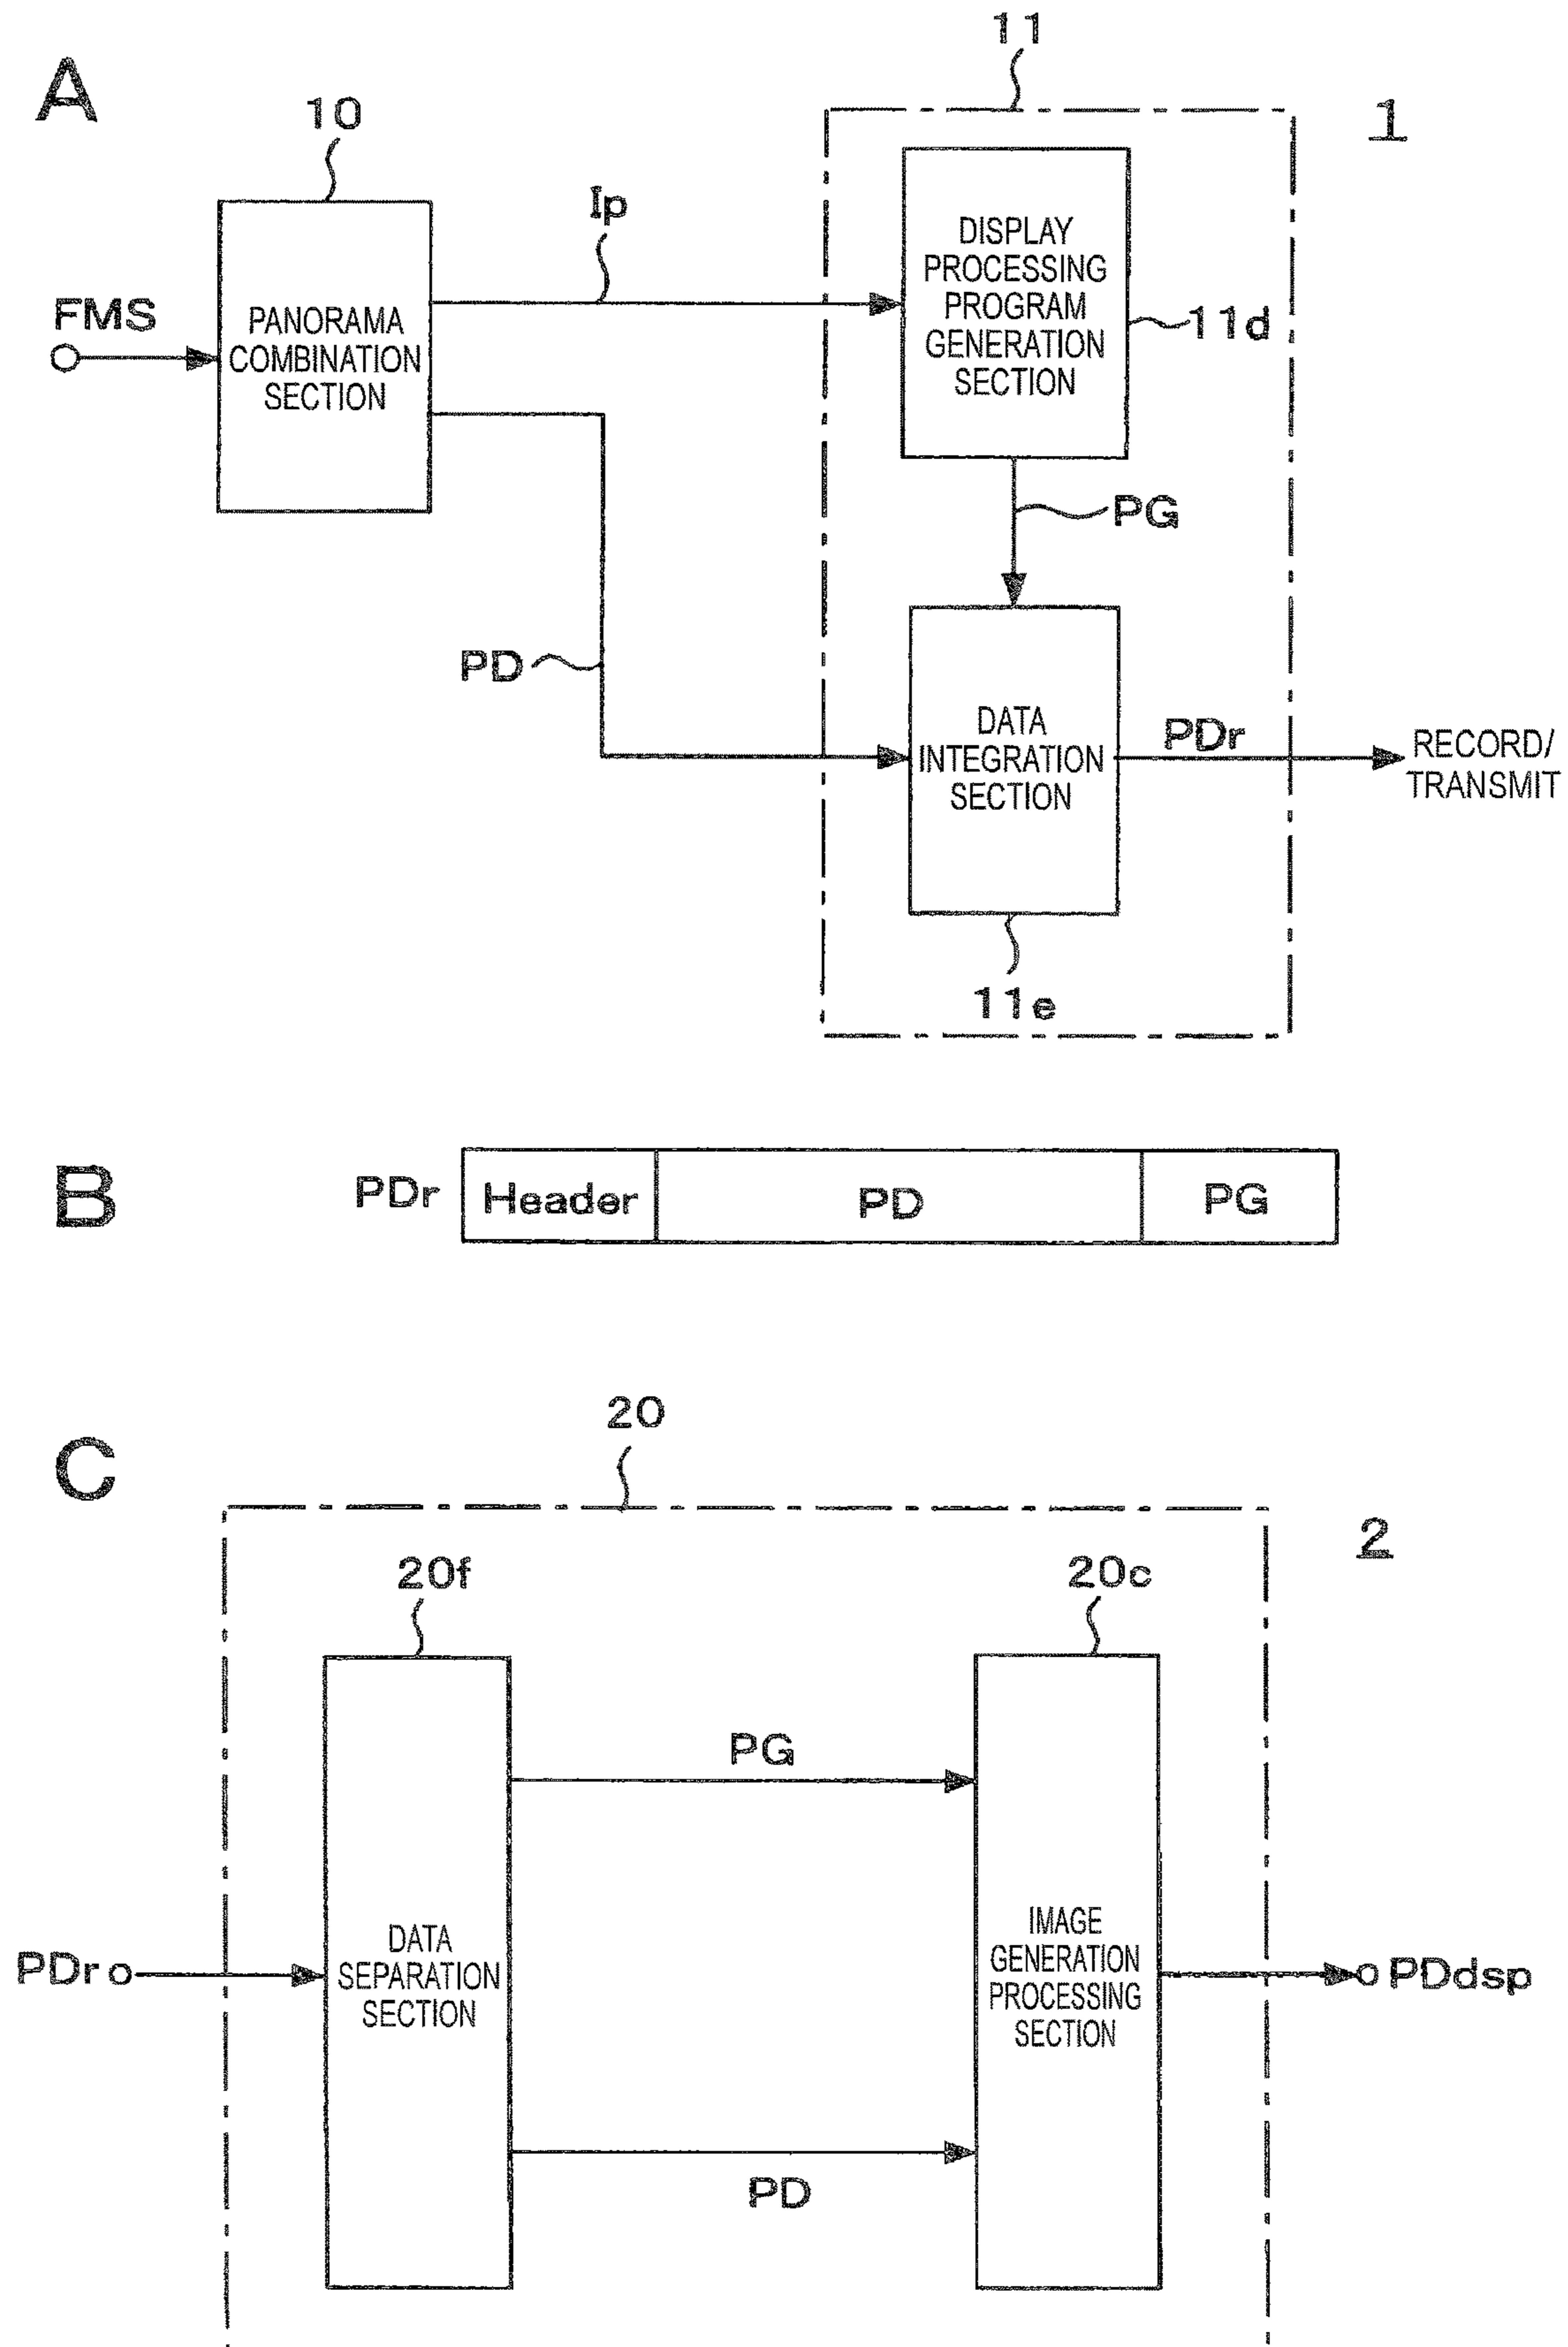 A
11
1
10
Ip
FMS
PANORAMA
COMBINATION
SECTION
DISPLAY
PROCESSING
PROGRAM
GENERATION
SECTION
11d
PG
PD
DATA
INTEGRATION
SECTION
PDr
RECORD/
TRANSMIT
11e
B
PDr
Header
PD
PG
C
20
2
20f
20c
PG
DATA
SEPARATION
SECTION
IMAGE
GENERATION
PROCESSING
SECTION
PDr
PDdsp
PD